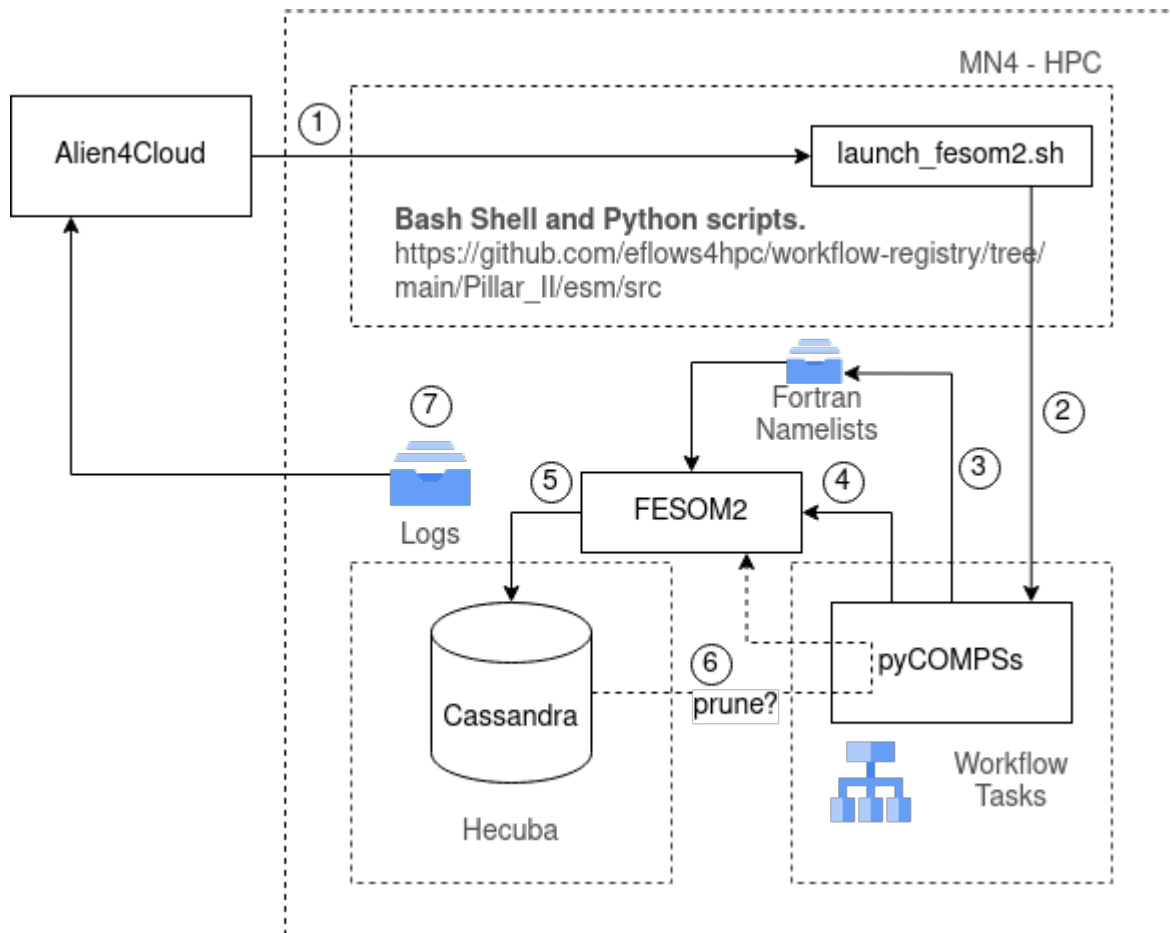 MN4 - HPC
1
Alien4Cloud
launch_fesom2.sh
Bash Shell and Python scripts.
https://github.com/eflows4hpc/workflow-registry/tree/
main/Pillar_II/esm/src
7
Fortran
Namelists
2
3
5
4
FESOM2
Logs
6
pyCOMPSs
prune?
Cassandra
Workflow
Tasks
Hecuba